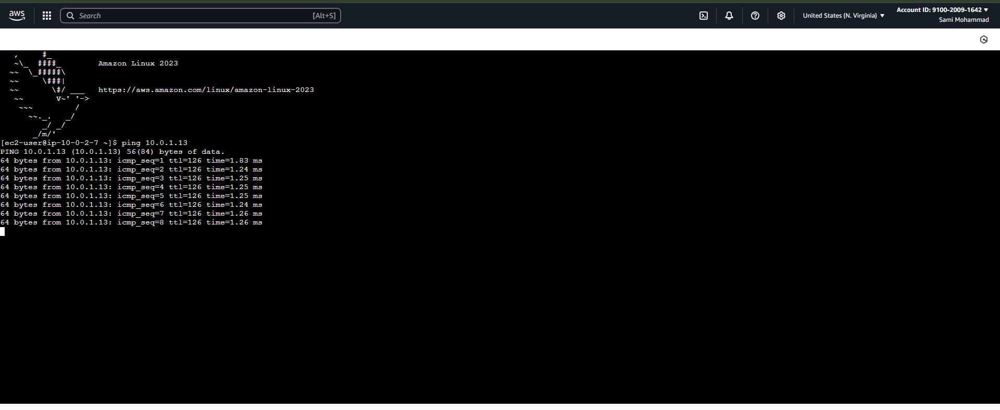 aws
Search [Alt+S]
United States (N. Virginia)
Account ID: 9100-2009-1642
Sami Mohammad
   ,     #_
   ~\_  ####_        Amazon Linux 2023
  ~~  \_#####\
  ~~     \###|
  ~~       \#/ ___   https://aws.amazon.com/linux/amazon-linux-2023
   ~~       V~' '->
    ~~~         /
      ~~._.   _/
         _/ _/
       _/m/'
[ec2-user@ip-10-0-2-7 ~]$ ping 10.0.1.13
PING 10.0.1.13 (10.0.1.13) 56(84) bytes of data.
64 bytes from 10.0.1.13: icmp_seq=1 ttl=126 time=1.83 ms
64 bytes from 10.0.1.13: icmp_seq=2 ttl=126 time=1.24 ms
64 bytes from 10.0.1.13: icmp_seq=3 ttl=126 time=1.25 ms
64 bytes from 10.0.1.13: icmp_seq=4 ttl=126 time=1.25 ms
64 bytes from 10.0.1.13: icmp_seq=5 ttl=126 time=1.25 ms
64 bytes from 10.0.1.13: icmp_seq=6 ttl=126 time=1.24 ms
64 bytes from 10.0.1.13: icmp_seq=7 ttl=126 time=1.26 ms
64 bytes from 10.0.1.13: icmp_seq=8 ttl=126 time=1.26 ms